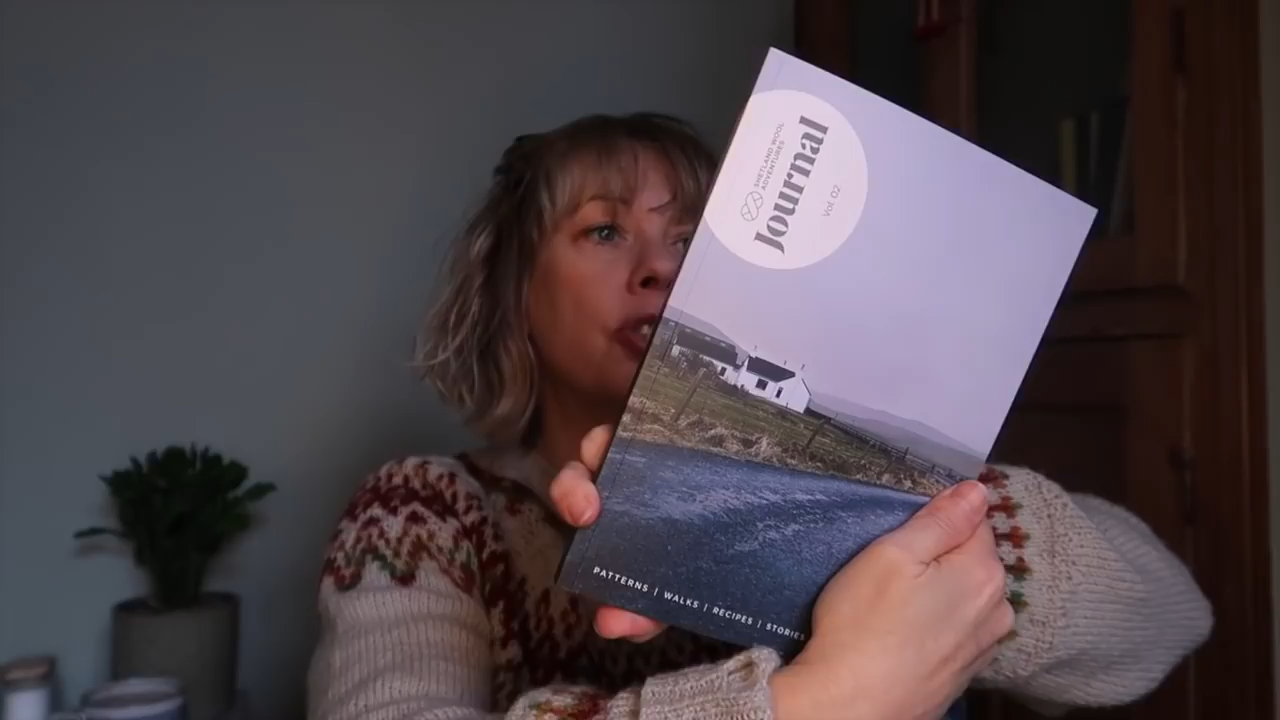 SHETLAND WOOL
ADVENTURES
Journal
Vol. 02
PATTERNS | WALKS | RECIPES | STORIES